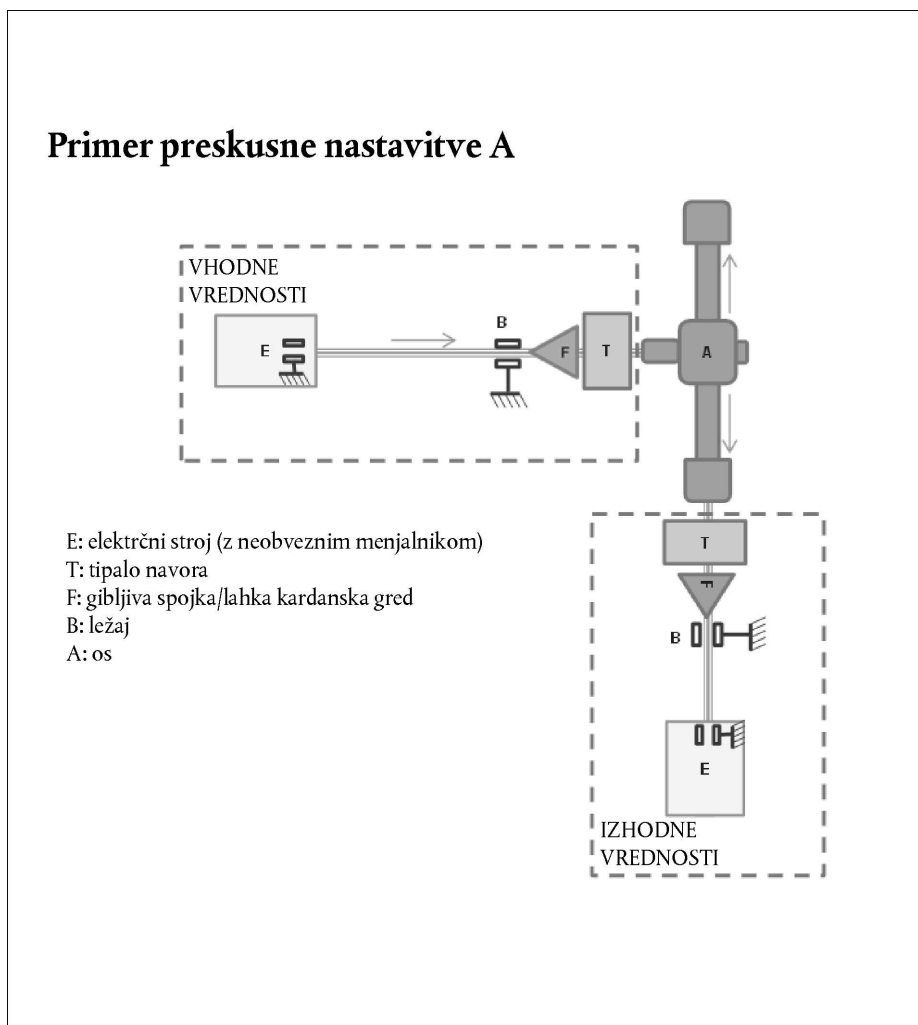 Primer preskusne nastavitve A
VHODNE
VREDNOSTI
E
B
F
T
A
E: elektrčni stroj (z neobveznim menjalnikom)
T: tipalo navora
F: gibljiva spojka/lahka kardanska gred
B: ležaj
A: os
T
F
B
E
IZHODNE
VREDNOSTI